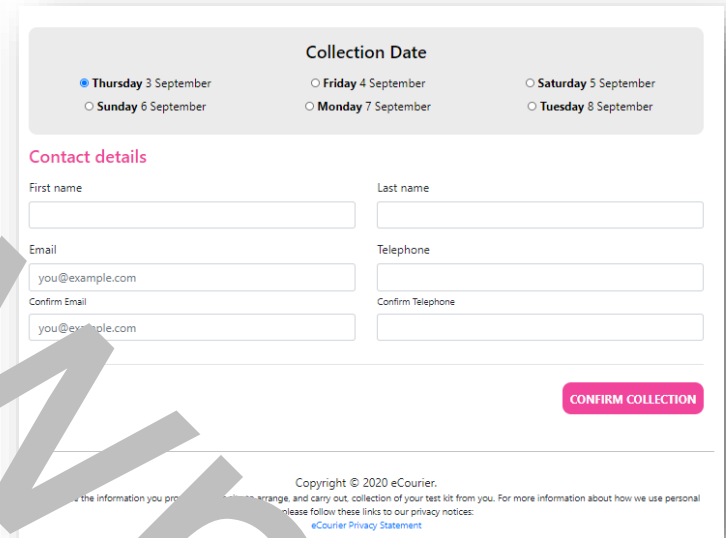 Collection Date
Thursday 3 September Friday 4 September Saturday 5 September
Sunday 6 September Monday 7 September Tuesday 8 September
Contact details
First name Last name
Email Telephone
you@example.com
Confirm Email Confirm Telephone
CONFIRM COLLECTION
Copyright © 2020 eCourier.
the information you arrange, and carry out, collection of your test kit from you. For more information about how we use personal
please follow these links to our privacy notices:
eCourier Privacy Statement